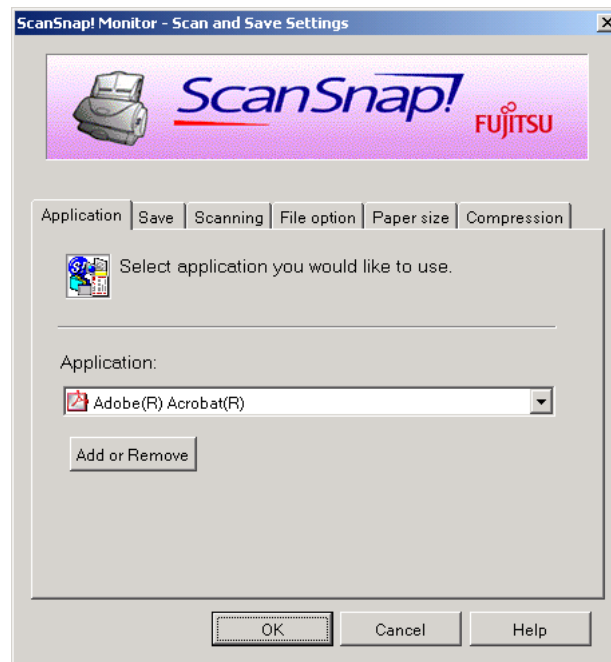 ScanSnap! Monitor - Scan and Save Settings
ScanSnap!
FUJITSU
Application Save Scanning File option Paper size Compression
Select application you would like to use.
Application:
Adobe(R) Acrobat(R)
Add or Remove
OK Cancel Help